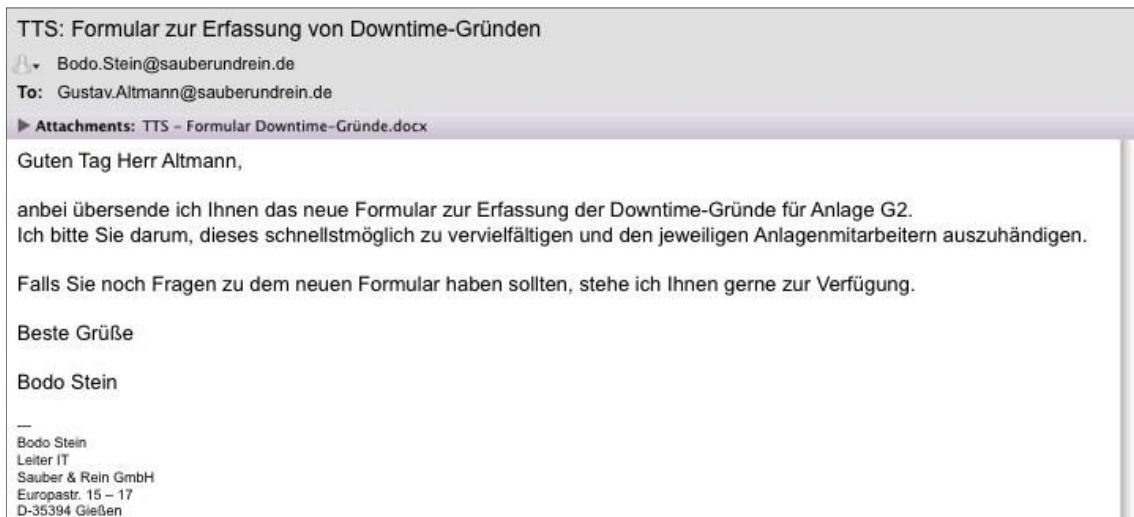 TTS: Formular zur Erfassung von Downtime-Gründen
Bodo.Stein@sauberundrein.de
To: Gustav.Altmann@sauberundrein.de
Attachments: TTS – Formular Downtime-Gründe.docx
Guten Tag Herr Altmann,
anbei übersende ich Ihnen das neue Formular zur Erfassung der Downtime-Gründe für Anlage G2.
Ich bitte Sie darum, dieses schnellstmöglich zu vervielfältigen und den jeweiligen Anlagenmitarbeitern auszuhändigen.
Falls Sie noch Fragen zu dem neuen Formular haben sollten, stehe ich Ihnen gerne zur Verfügung.
Beste Grüße
Bodo Stein
---
Bodo Stein
Leiter IT
Sauber & Rein GmbH
Europastr. 15 – 17
D-35394 Gießen